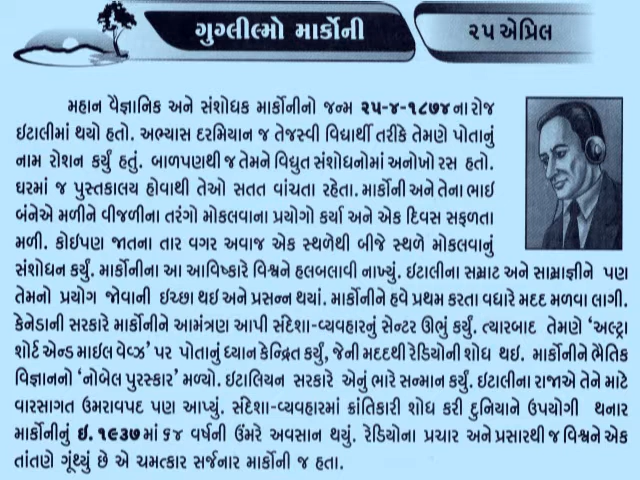 ગુગ્લીલ્મો માર્કોની
૨૫ એપ્રિલ
મહાન વૈજ્ઞાનિક અને સંશોધક માર્કોનીનો જન્મ ૨૫-૪-૧૮૭૪ના રોજ
ઈટાલીમાં થયો હતો. અભ્યાસ દરમિયાન જ તેજસ્વી વિદ્યાર્થી તરીકે તેમણે પોતાનું
નામ રોશન કર્યું હતું. બાળપણથી જ તેમને વિદ્યુત સંશોધનોમાં અનોખો રસ હતો.
ઘરમાં જ પુસ્તકાલય હોવાથી તેઓ સતત વાંચતા રહેતા. માર્કોની અને તેના ભાઈ
બંનેએ મળીને વીજળીના તરંગો મોકલવાના પ્રયોગો કર્યા અને એક દિવસ સફળતા
મળી. કોઈપણ જાતના તાર વગર અવાજ એક સ્થળેથી બીજે સ્થળે મોકલવાનું
સંશોધન કર્યું. માર્કોનીના આ આવિષ્કારે વિશ્વને હલબલાવી નાખ્યું. ઈટાલીના સમ્રાટ અને સામ્રાજ્ઞીને પણ
તેમનો પ્રયોગ જોવાની ઈચ્છા થઇ અને પ્રસન્ન થયાં. માર્કોનીને હવે પ્રથમ કરતા વધારે મદદ મળવા લાગી.
કેનેડાની સરકારે માર્કોનીને આમંત્રણ આપી સંદેશા-વ્યવહારનું સેન્ટર ઊભું કર્યું. ત્યારબાદ તેમણે ‘અલ્ટ્રા
શોર્ટ એન્ડ માઈલ વેવ્ઝ’ પર પોતાનું ધ્યાન કેન્દ્રિત કર્યું, જેની મદદથી રેડિયોની શોધ થઇ. માર્કોનીને ભૈતિક
વિજ્ઞાનનો ‘નોબેલ પુરસ્કાર’ મળ્યો. ઈટાલિયન સરકારે એનું ભારે સન્માન કર્યું. ઈટાલીના રાજાએ તેને માટે
વારસાગત ઉમરાવપદ પણ આપ્યું. સંદેશા-વ્યવહારમાં ક્રાંતિકારી શોધ કરી દુનિયાને ઉપયોગી થનાર
માર્કોનીનું ઇ. ૧૯૩૭માં ૬૪ વર્ષની ઉંમરે અવસાન થયું. રેડિયોના પ્રચાર અને પ્રસારથી જ વિશ્વને એક
તાંતણે ગૂંથ્યું છે એ ચમત્કાર સર્જનાર માર્કોની જ હતા.